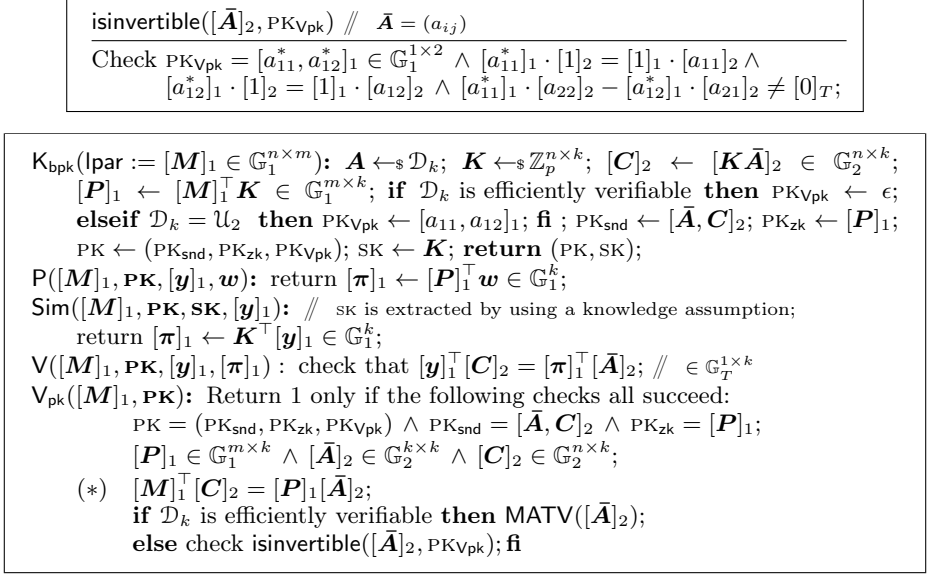 isinvertible([Ā]₂, PK_Vpk) // Ā = (a_ij)
Check PK_Vpk = [a*₁₁, a*₁₂]₁ ∈ 𝔾₁^{1×2} ∧ [a*₁₁]₁ · [1]₂ = [1]₁ · [a₁₁]₂ ∧
[a*₁₂]₁ · [1]₂ = [1]₁ · [a₁₂]₂ ∧ [a*₁₁]₁ · [a₂₂]₂ − [a*₁₂]₁ · [a₂₁]₂ ≠ [0]_T;
K_bpk(lpar := [M]₁ ∈ 𝔾₁^{n×m}): A ←$ 𝒟_k; K ←$ ℤ_p^{n×k}; [C]₂ ← [KĀ]₂ ∈ 𝔾₂^{n×k};
[P]₁ ← [M]₁^⊤ K ∈ 𝔾₁^{m×k}; if 𝒟_k is efficiently verifiable then PK_Vpk ← ϵ;
elseif 𝒟_k = 𝒰₂ then PK_Vpk ← [a₁₁, a₁₂]₁; fi ; PK_snd ← [Ā, C]₂; PK_zk ← [P]₁;
PK ← (PK_snd, PK_zk, PK_Vpk); SK ← K; return (PK, SK);
P([M]₁, PK, [y]₁, w): return [π]₁ ← [P]₁^⊤ w ∈ 𝔾₁^k;
Sim([M]₁, PK, SK, [y]₁): // SK is extracted by using a knowledge assumption;
return [π]₁ ← K^⊤[y]₁ ∈ 𝔾₁^k;
V([M]₁, PK, [y]₁, [π]₁) : check that [y]₁^⊤[C]₂ = [π]₁^⊤[Ā]₂; // ∈ 𝔾_T^{1×k}
V_pk([M]₁, PK): Return 1 only if the following checks all succeed:
PK = (PK_snd, PK_zk, PK_Vpk) ∧ PK_snd = [Ā, C]₂ ∧ PK_zk = [P]₁;
[P]₁ ∈ 𝔾₁^{m×k} ∧ [Ā]₂ ∈ 𝔾₂^{k×k} ∧ [C]₂ ∈ 𝔾₂^{n×k};
(∗) [M]₁^⊤[C]₂ = [P]₁[Ā]₂;
if 𝒟_k is efficiently verifiable then MATV([Ā]₂);
else check isinvertible([Ā]₂, PK_Vpk); fi